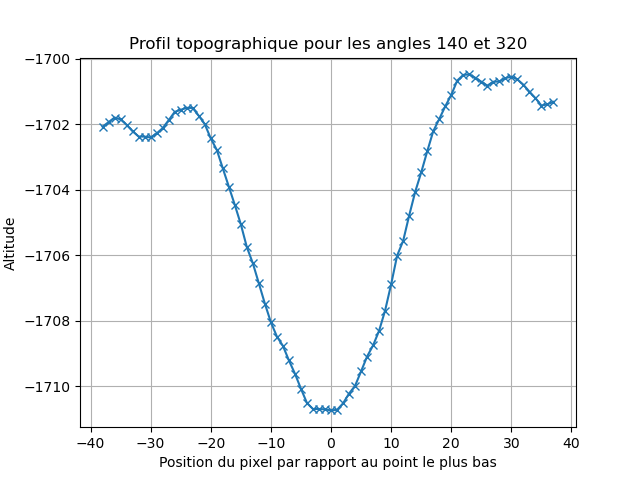 Profil topographique pour les angles 140 et 320
−1700
−1702
−1704
−1706
−1708
−1710
Altitude
−40 −30 −20 −10 0 10 20 30 40
Position du pixel par rapport au point le plus bas